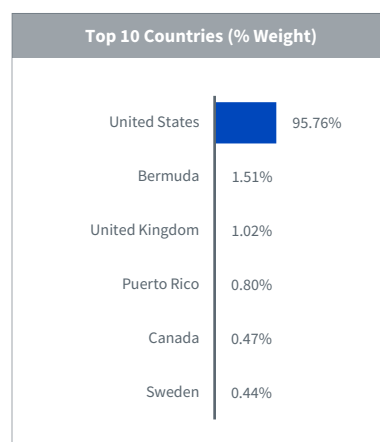 Top 10 Countries (% Weight)
United States 95.76%
Bermuda 1.51%
United Kingdom 1.02%
Puerto Rico 0.80%
Canada 0.47%
Sweden 0.44%